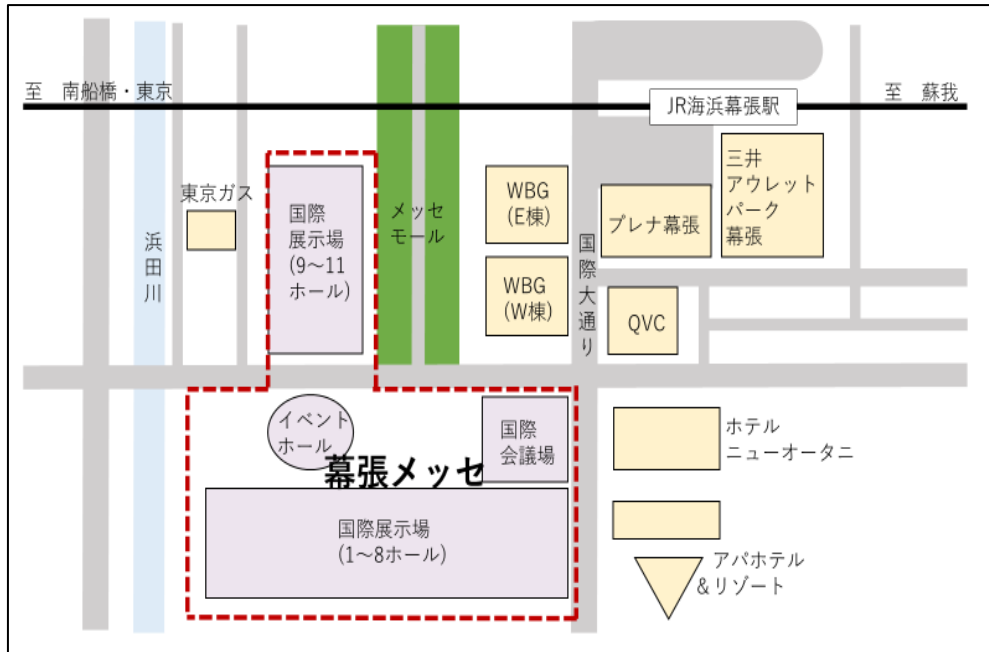 至　南船橋・東京
至　蘇我
JR海浜幕張駅
三井
アウレット
パーク
幕張
東京ガス
国際
展示場
(9〜11
ホール)
メッセ
モール
WBG
(E棟)
プレナ幕張
浜田川
国際大通り
WBG
(W棟)
QVC
イベント
ホール
国際
会議場
ホテル
ニューオータニ
幕張メッセ
国際展示場
(1〜8ホール)
アパホテル
＆リゾート